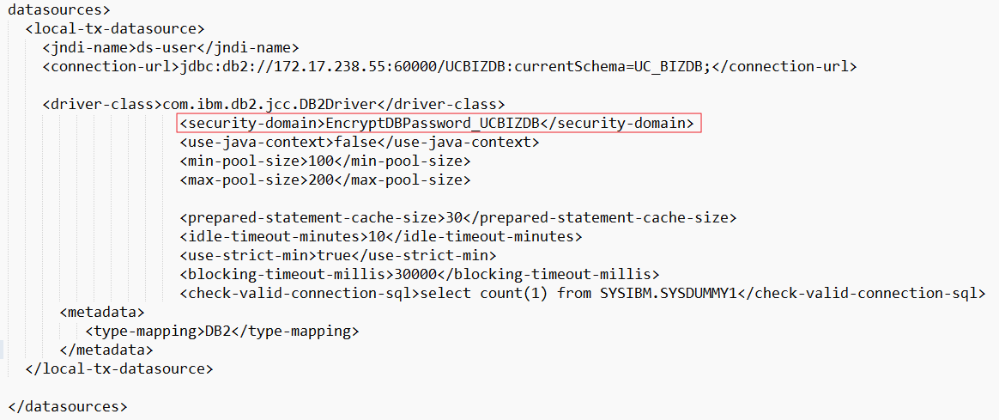 datasources>
<local-tx-datasource>
<jndi-name>ds-user</jndi-name>
<connection-url>jdbc:db2://172.17.238.55:60000/UCBIZDB:currentSchema=UC_BIZDB;</connection-url>
<driver-class>com.ibm.db2.jcc.DB2Driver</driver-class>
<security-domain>EncryptDBPassword_UCBIZDB</security-domain>
<use-java-context>false</use-java-context>
<min-pool-size>100</min-pool-size>
<max-pool-size>200</max-pool-size>
<prepared-statement-cache-size>30</prepared-statement-cache-size>
<idle-timeout-minutes>10</idle-timeout-minutes>
<use-strict-min>true</use-strict-min>
<blocking-timeout-millis>30000</blocking-timeout-millis>
<check-valid-connection-sql>select count(1) from SYSIBM.SYSDUMMY1</check-valid-connection-sql>
<metadata>
<type-mapping>DB2</type-mapping>
</metadata>
</local-tx-datasource>
</datasources>